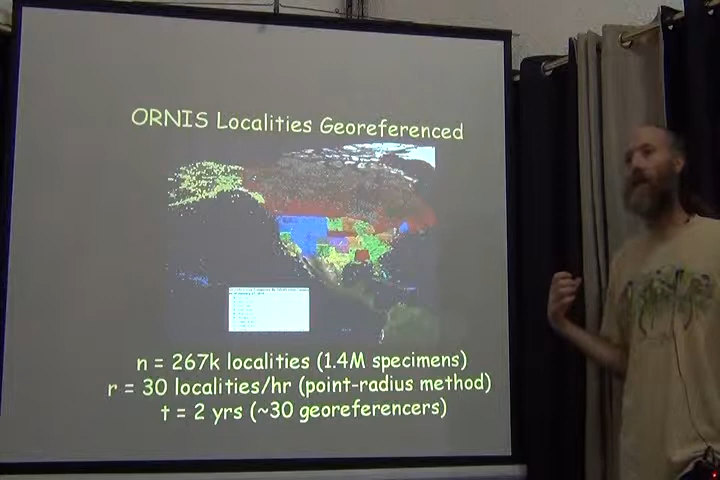 ORNIS Localities Georeferenced
n = 267k localities (1.4M specimens)
r = 30 localities/hr (point-radius method)
t = 2 yrs (~30 georeferencers)